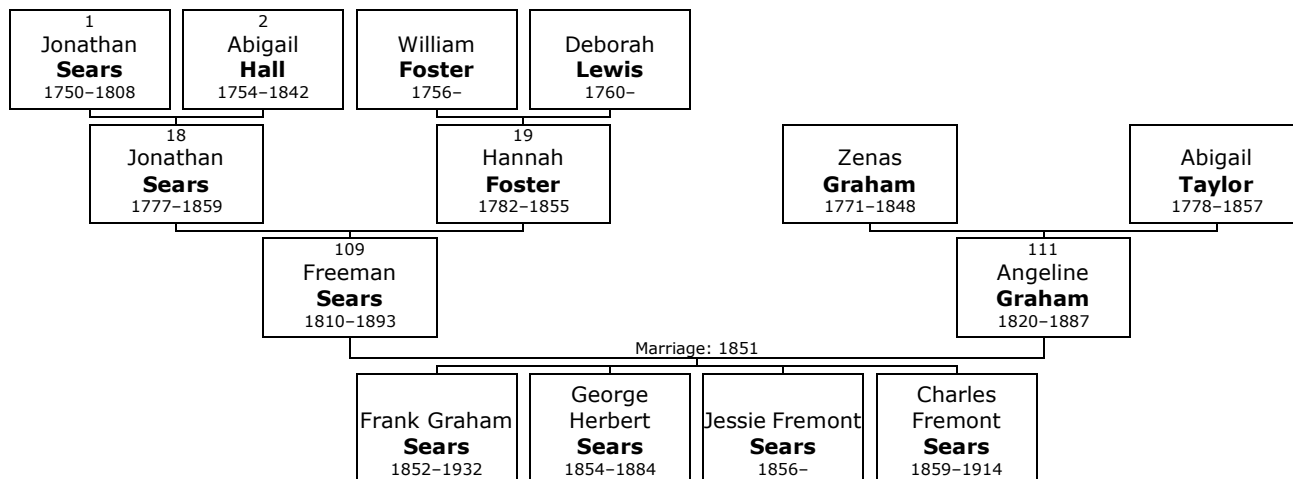 1
Jonathan
Sears
1750–1808
2
Abigail
Hall
1754–1842
William
Foster
1756–
Deborah
Lewis
1760–
18
Jonathan
Sears
1777–1859
19
Hannah
Foster
1782–1855
Zenas
Graham
1771–1848
Abigail
Taylor
1778–1857
109
Freeman
Sears
1810–1893
111
Angeline
Graham
1820–1887
Marriage: 1851
Frank Graham
Sears
1852–1932
George
Herbert
Sears
1854–1884
Jessie Fremont
Sears
1856–
Charles
Fremont
Sears
1859–1914